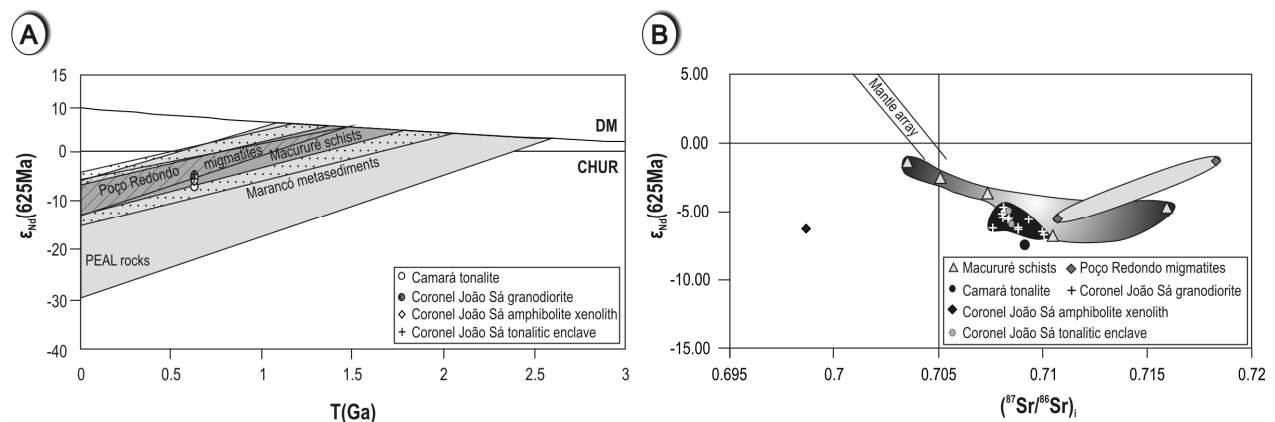 A
15
10
0
-10
-20
-30
-40
εNd(625Ma)
DM
CHUR
Poço Redondo migmatites
Macururé schists
Marancó metasediments
PEAL rocks
Camará tonalite
Coronel João Sá granodiorite
Coronel João Sá amphibolite xenolith
Coronel João Sá tonalitic enclave
0 0.5 1 1.5 2 2.5 3
T(Ga)
B
5.00
0.00
-5.00
-10.00
-15.00
εNd(625Ma)
Mantle array
Macururé schists Poço Redondo migmatites
Camará tonalite Coronel João Sá granodiorite
Coronel João Sá amphibolite xenolith
Coronel João Sá tonalitic enclave
0.695 0.7 0.705 0.71 0.715 0.72
(87Sr/86Sr)i